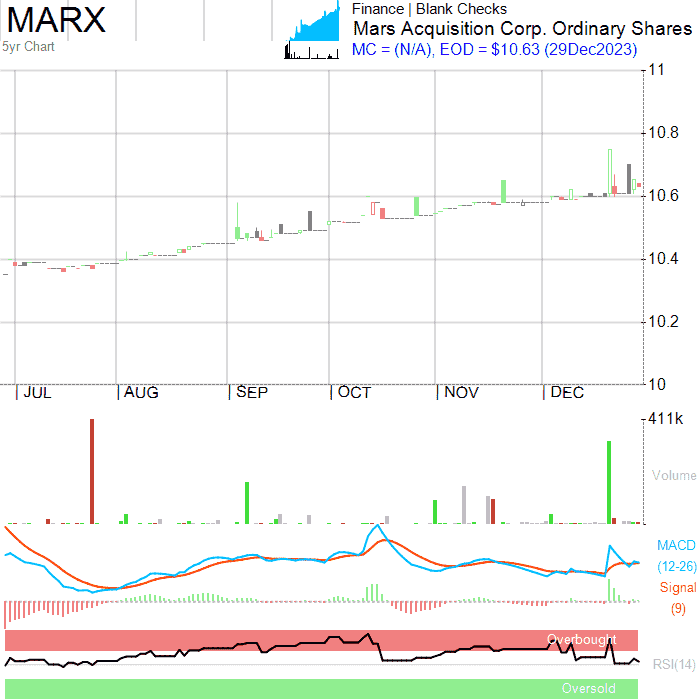 MARX
5yr Chart
Finance | Blank Checks
Mars Acquisition Corp. Ordinary Shares
MC = (N/A), EOD = $10.63 (29Dec2023)
11
10.8
10.6
10.4
10.2
10
JUL AUG SEP OCT NOV DEC
411k
Volume
MACD
(12-26)
Signal
(9)
Overbought
RSI(14)
Oversold